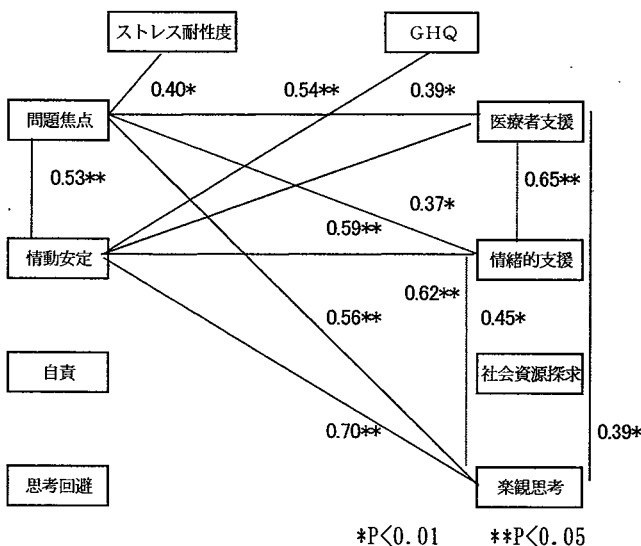 ストレス耐性度
GHQ
0.40*
0.54**
0.39*
問題焦点
医療者支援
0.53**
0.65**
0.37*
0.59**
情動安定
情緒的支援
0.62**
0.56**
0.45*
自責
社会資源探求
0.70**
0.39*
思考回避
楽観思考
*P<0.01 **P<0.05